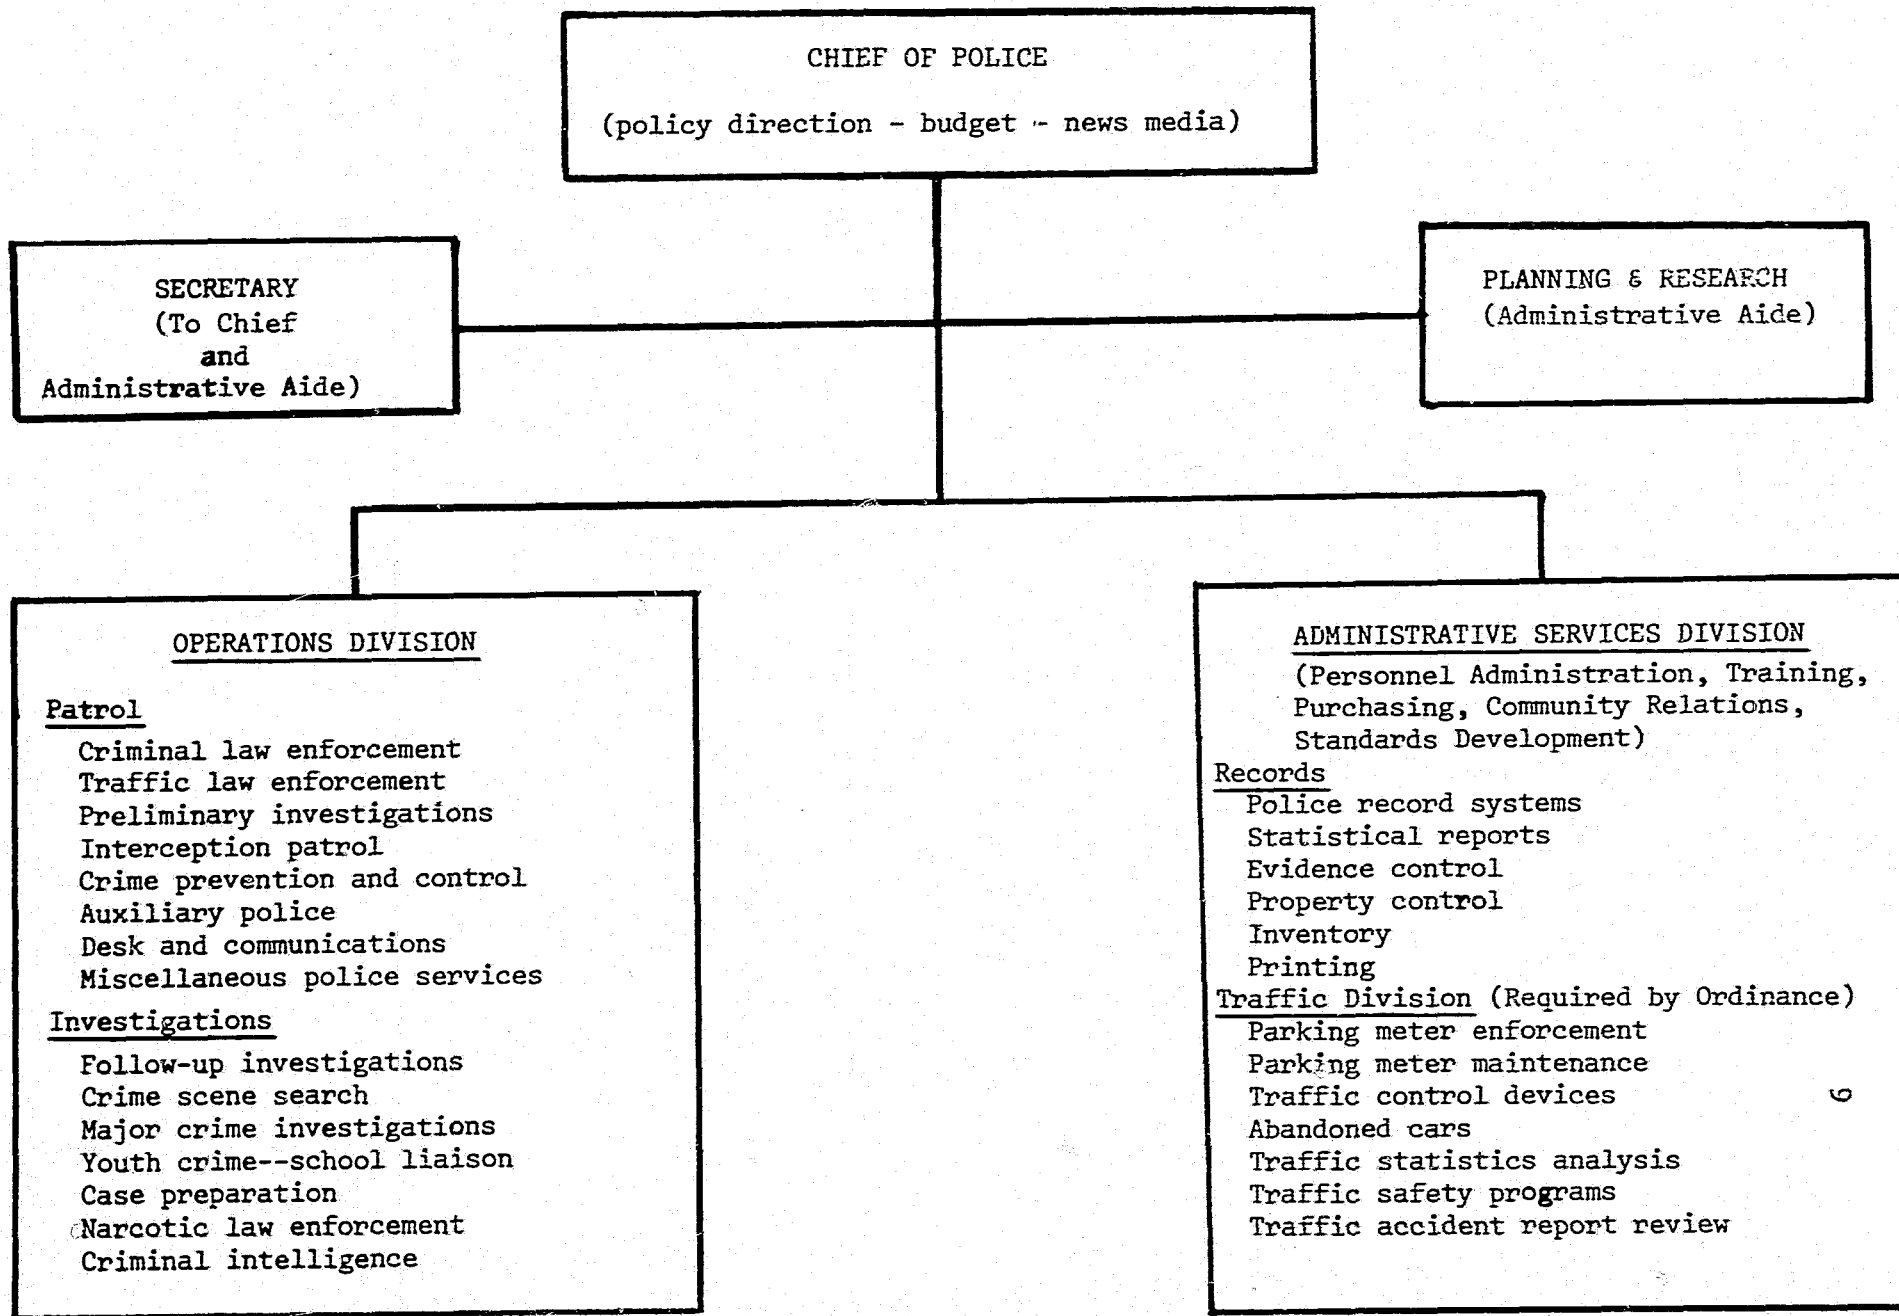 CHIEF OF POLICE
(policy direction - budget - news media)
SECRETARY
(To Chief
and
Administrative Aide)
PLANNING & RESEARCH
(Administrative Aide)
OPERATIONS DIVISION
Patrol
Criminal law enforcement
Traffic law enforcement
Preliminary investigations
Interception patrol
Crime prevention and control
Auxiliary police
Desk and communications
Miscellaneous police services
Investigations
Follow-up investigations
Crime scene search
Major crime investigations
Youth crime--school liaison
Case preparation
Narcotic law enforcement
Criminal intelligence
ADMINISTRATIVE SERVICES DIVISION
(Personnel Administration, Training,
Purchasing, Community Relations,
Standards Development)
Records
Police record systems
Statistical reports
Evidence control
Property control
Inventory
Printing
Traffic Division (Required by Ordinance)
Parking meter enforcement
Parking meter maintenance
Traffic control devices
Abandoned cars
Traffic statistics analysis
Traffic safety programs
Traffic accident report review